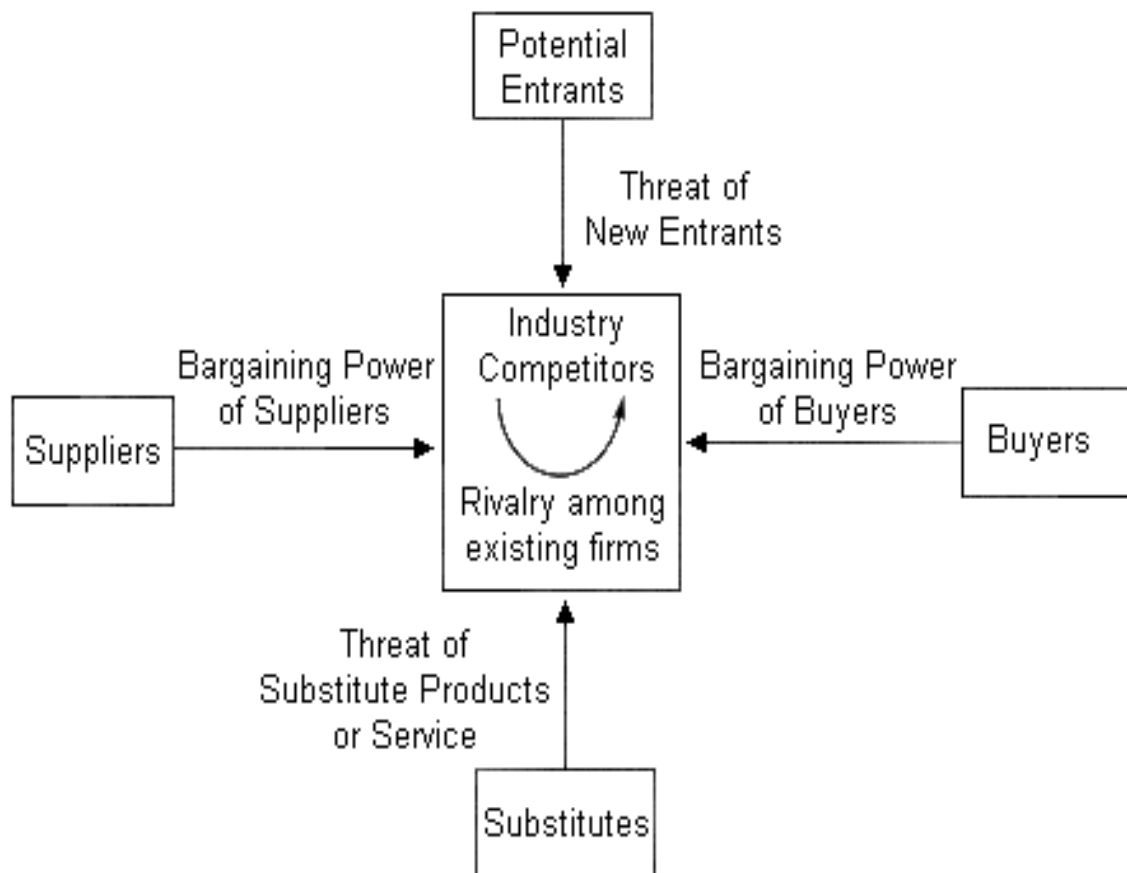 Potential
Entrants
Threat of
New Entrants
Industry
Competitors
Bargaining Power
of Suppliers
Bargaining Power
of Buyers
Suppliers
Buyers
Rivalry among
existing firms
Threat of
Substitute Products
or Service
Substitutes